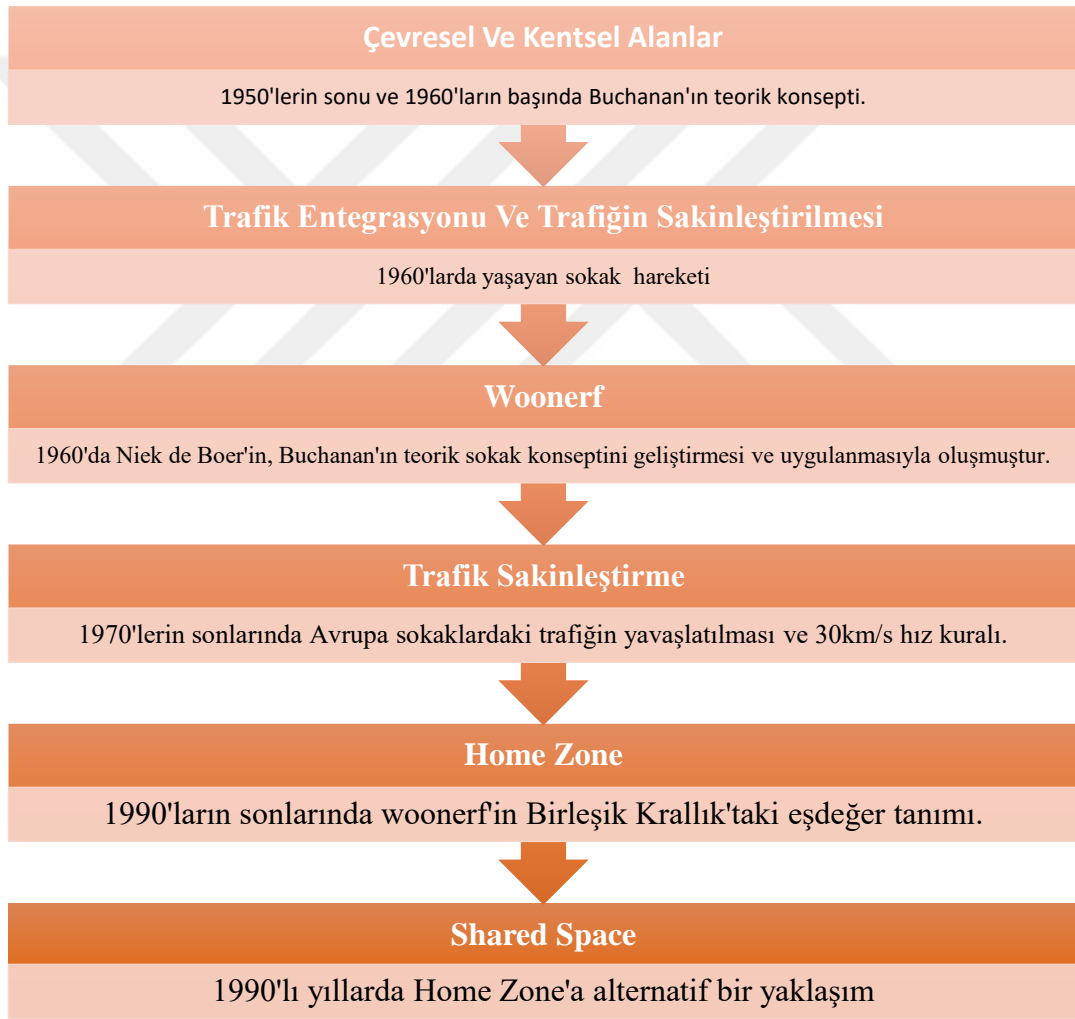 Çevresel Ve Kentsel Alanlar
1950'lerin sonu ve 1960'ların başında Buchanan'ın teorik konsepti.
Trafik Entegrasyonu Ve Trafiğin Sakinleştirilmesi
1960'larda yaşayan sokak hareketi
Woonerf
1960'da Niek de Boer'in, Buchanan'ın teorik sokak konseptini geliştirmesi ve uygulanmasıyla oluşmuştur.
Trafik Sakinleştirme
1970'lerin sonlarında Avrupa sokaklardaki trafiğin yavaşlatılması ve 30km/s hız kuralı.
Home Zone
1990'ların sonlarında woonerf'in Birleşik Krallık'taki eşdeğer tanımı.
Shared Space
1990'lı yıllarda Home Zone'a alternatif bir yaklaşım